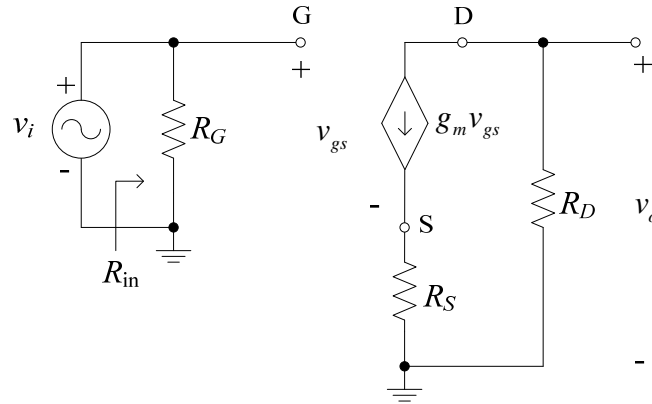 G
D
+
+
+
v_i
R_G
v_gs
g_m v_gs
R_D
-
-
S
R_in
R_S
-